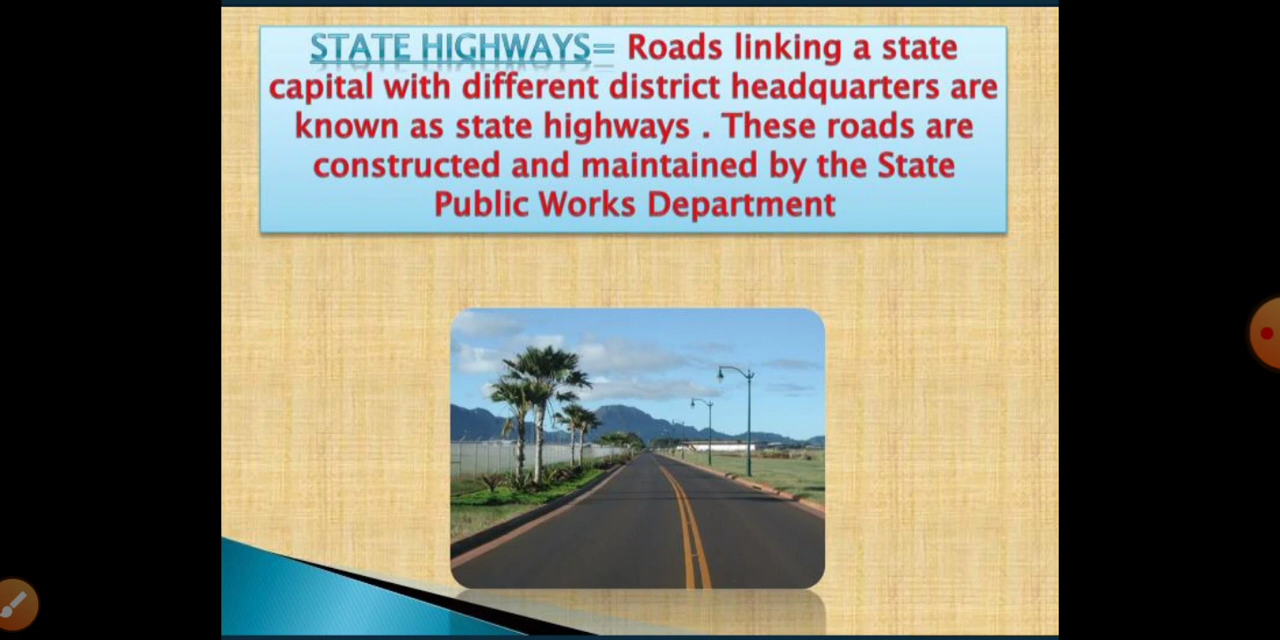 STATE HIGHWAYS= Roads linking a state
capital with different district headquarters are
known as state highways . These roads are
constructed and maintained by the State
Public Works Department